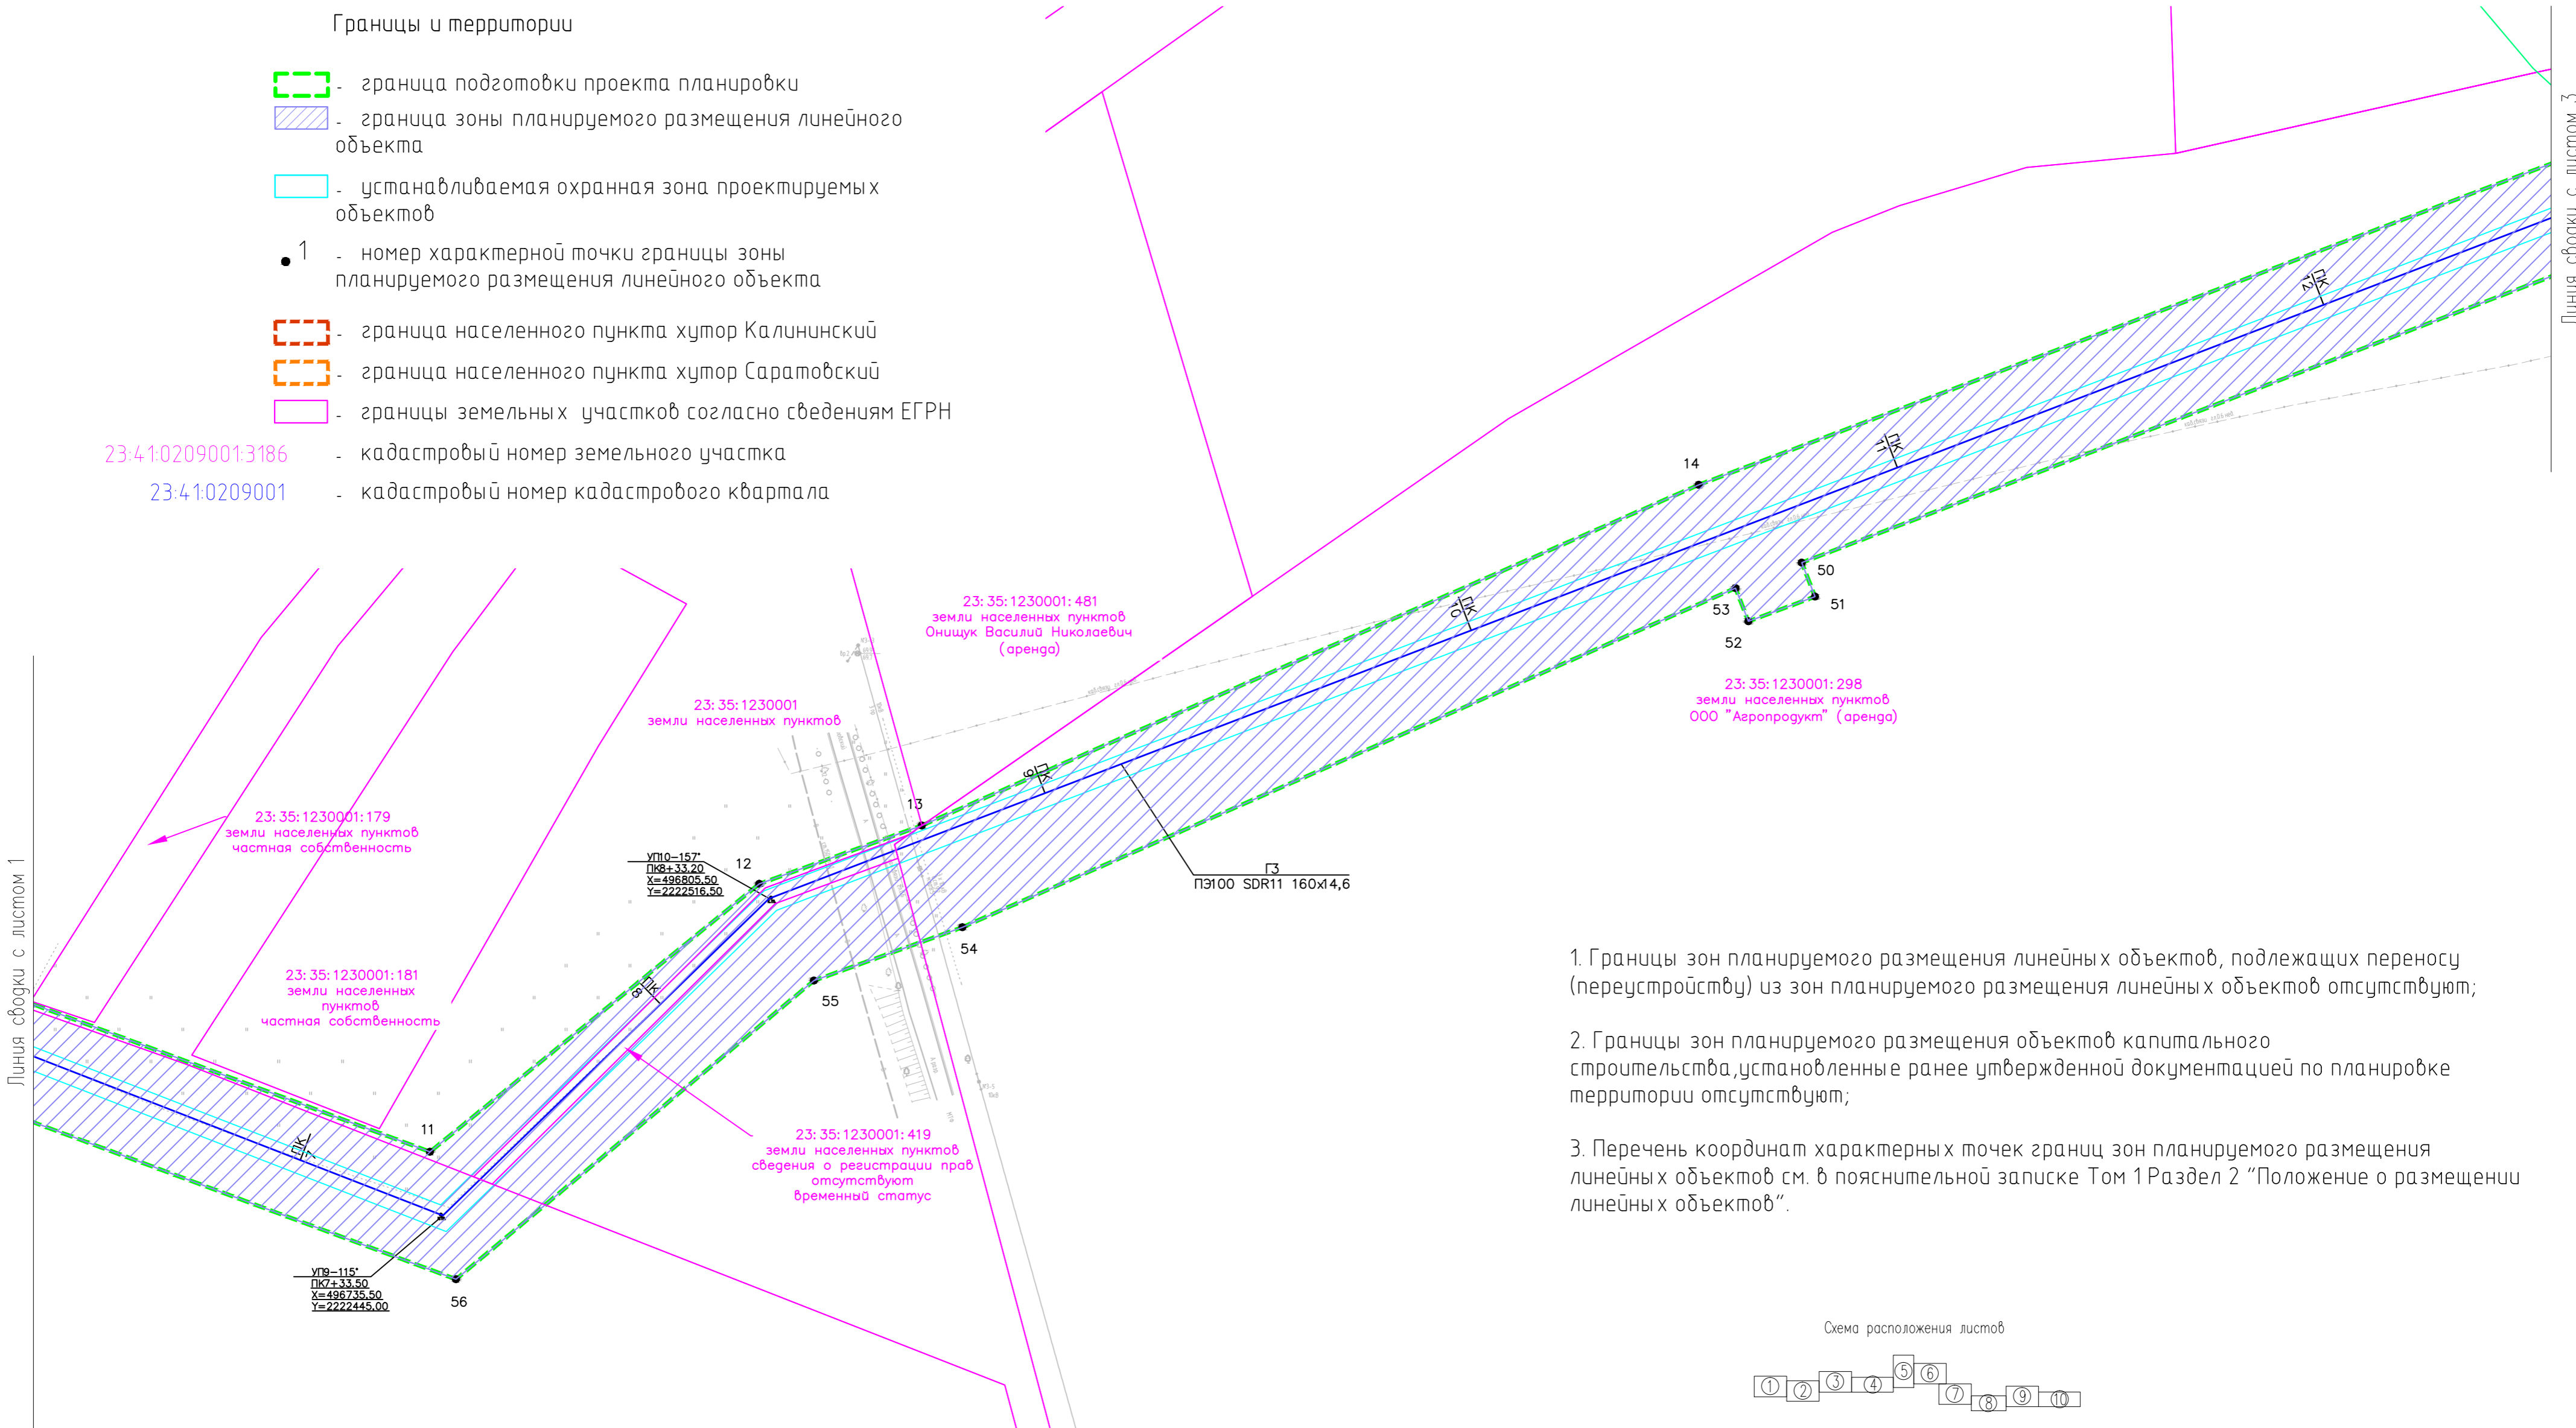 Границы и территории
- граница подготовки проекта планировки
- граница зоны планируемого размещения линейного
объекта
- устанавливаемая охранная зона проектируемых
объектов
1 - номер характерной точки границы зоны
планируемого размещения линейного объекта
- граница населенного пункта хутор Калининский
- граница населенного пункта хутор Саратовский
- границы земельных участков согласно сведениям ЕГРН
23:41:0209001:3186 - кадастровый номер земельного участка
23:41:0209001 - кадастровый номер кадастрового квартала
Линия сводки с листом 3
ПК
12
ПК
11
14
50
51
53
52
ПК
10
23:35:1230001:481
земли населенных пунктов
Онищук Василий Николаевич
(аренда)
23:35:1230001:298
земли населенных пунктов
ООО "Агропродукт" (аренда)
23:35:1230001
земли населенных пунктов
ПК
9
13
23:35:1230001:179
земли населенных пунктов
частная собственность
УП10-157°
ПК8+33.20
X=496805.50
Y=2222516.50
12
Г3
ПЭ100 SDR11 160х14,6
54
55
23:35:1230001:181
земли населенных
пунктов
частная собственность
ПК
8
Линия сводки с листом 1
11
ПК
7
23:35:1230001:419
земли населенных пунктов
сведения о регистрации прав
отсутствуют
временный статус
УП9-115°
ПК7+33.50
X=496735.50
Y=2222445.00
56
1. Границы зон планируемого размещения линейных объектов, подлежащих переносу
(переустройству) из зон планируемого размещения линейных объектов отсутствуют;
2. Границы зон планируемого размещения объектов капитального
строительства,установленные ранее утвержденной документацией по планировке
территории отсутствуют;
3. Перечень координат характерных точек границ зон планируемого размещения
линейных объектов см. в пояснительной записке Том 1 Раздел 2 "Положение о размещении
линейных объектов".
Схема расположения листов
1 2 3 4 5 6 7 8 9 10